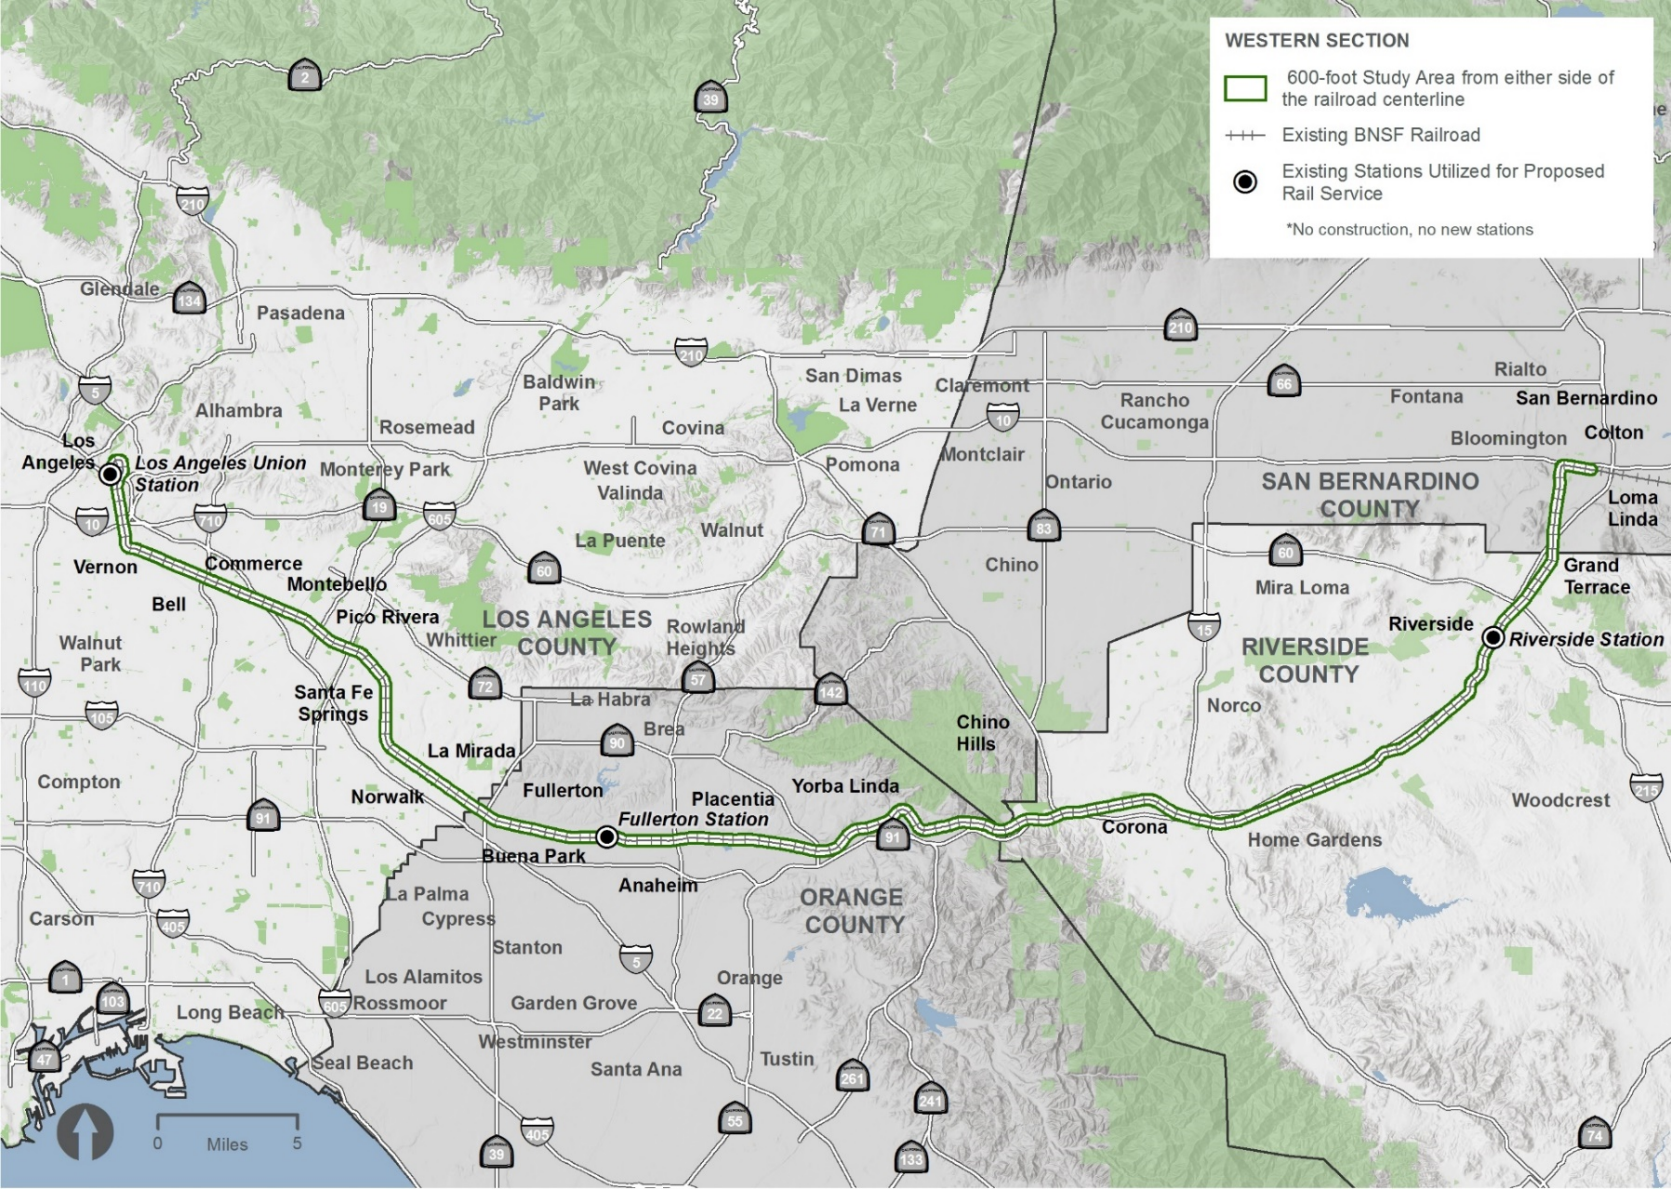 WESTERN SECTION
600-foot Study Area from either side of
the railroad centerline
Existing BNSF Railroad
Existing Stations Utilized for Proposed
Rail Service
*No construction, no new stations
2
39
210
Glendale
134
Pasadena
210
210
5
San Dimas
Claremont
La Verne
Baldwin
Park
Alhambra
Rosemead
Covina
10
66
Rialto
Rancho
Cucamonga
Fontana
San Bernardino
Bloomington
Colton
Los
Angeles
Los Angeles Union
Station
Monterey Park
West Covina
Valinda
Pomona
Montclair
Ontario
SAN BERNARDINO
COUNTY
Loma
Linda
10
710
19
605
La Puente
Walnut
71
83
60
Vernon
Commerce
Montebello
60
Chino
Mira Loma
Grand
Terrace
Bell
Pico Rivera
Whittier
LOS ANGELES
COUNTY
Rowland
Heights
15
Riverside
Riverside Station
RIVERSIDE
COUNTY
Walnut
Park
110
105
Santa Fe
Springs
72
La Habra
57
142
Norco
Chino
Hills
La Mirada
90
Brea
Compton
Norwalk
Fullerton
Placentia
Yorba Linda
Fullerton Station
91
Buena Park
91
Corona
Home Gardens
Woodcrest
215
710
La Palma
Anaheim
ORANGE
COUNTY
Carson
405
Cypress
Stanton
5
Los Alamitos
Orange
1
103
605
Rossmoor
Long Beach
Garden Grove
22
47
Westminster
Seal Beach
Santa Ana
Tustin
261
241
55
405
39
133
74
0
Miles
5